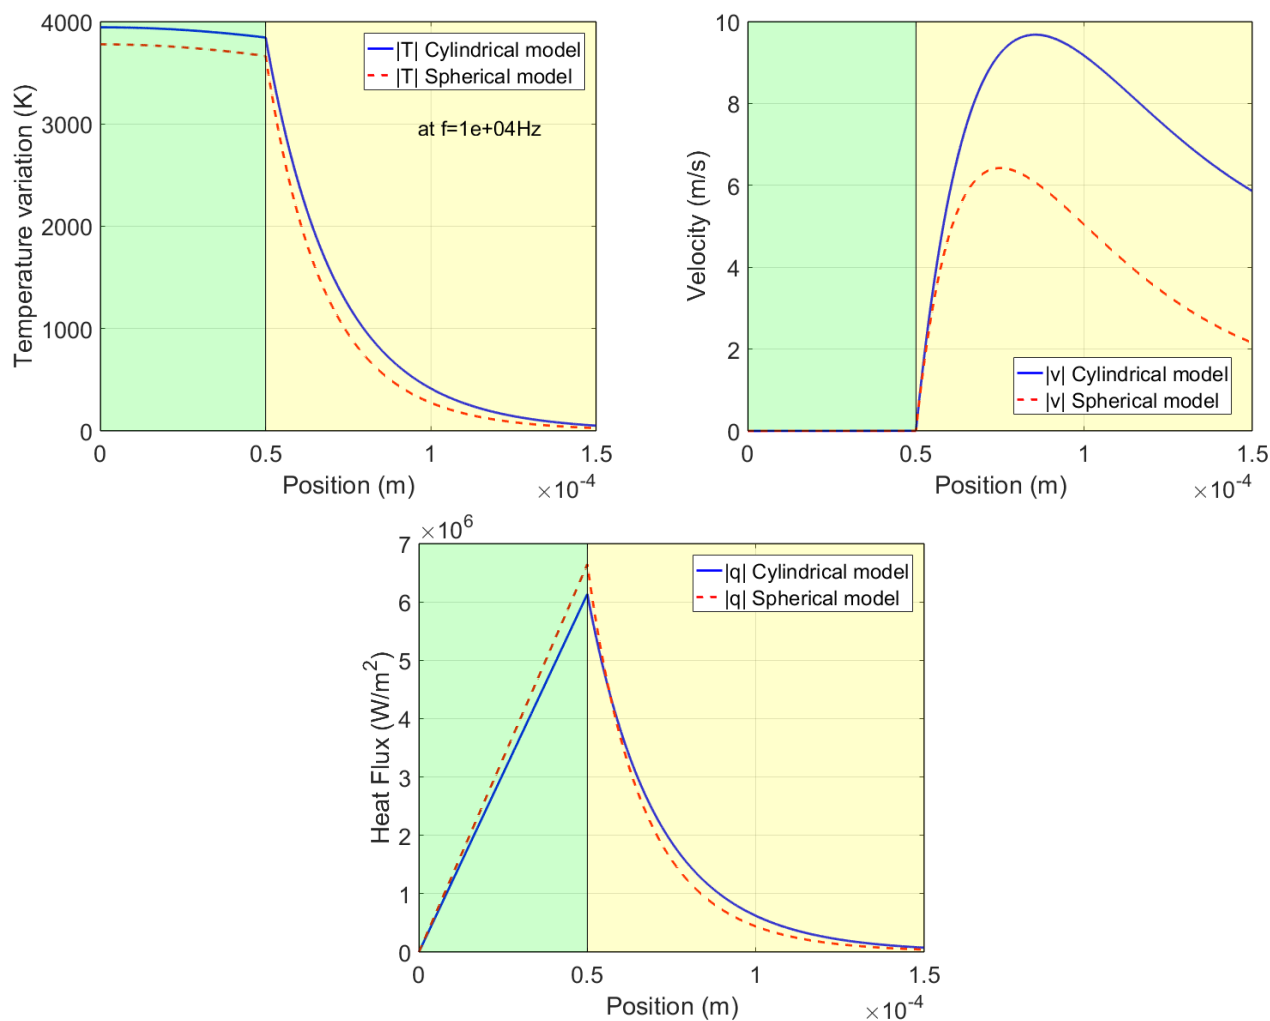 4000
3000
2000
1000
0
Temperature variation (K)
|T| Cylindrical model
|T| Spherical model
at f=1e+04Hz
0 0.5 1 1.5
Position (m)
×10⁻⁴
10
8
6
4
2
0
Velocity (m/s)
|v| Cylindrical model
|v| Spherical model
0 0.5 1 1.5
Position (m)
×10⁻⁴
×10⁶
7
6
5
4
3
2
1
0
Heat Flux (W/m²)
|q| Cylindrical model
|q| Spherical model
0 0.5 1 1.5
Position (m)
×10⁻⁴